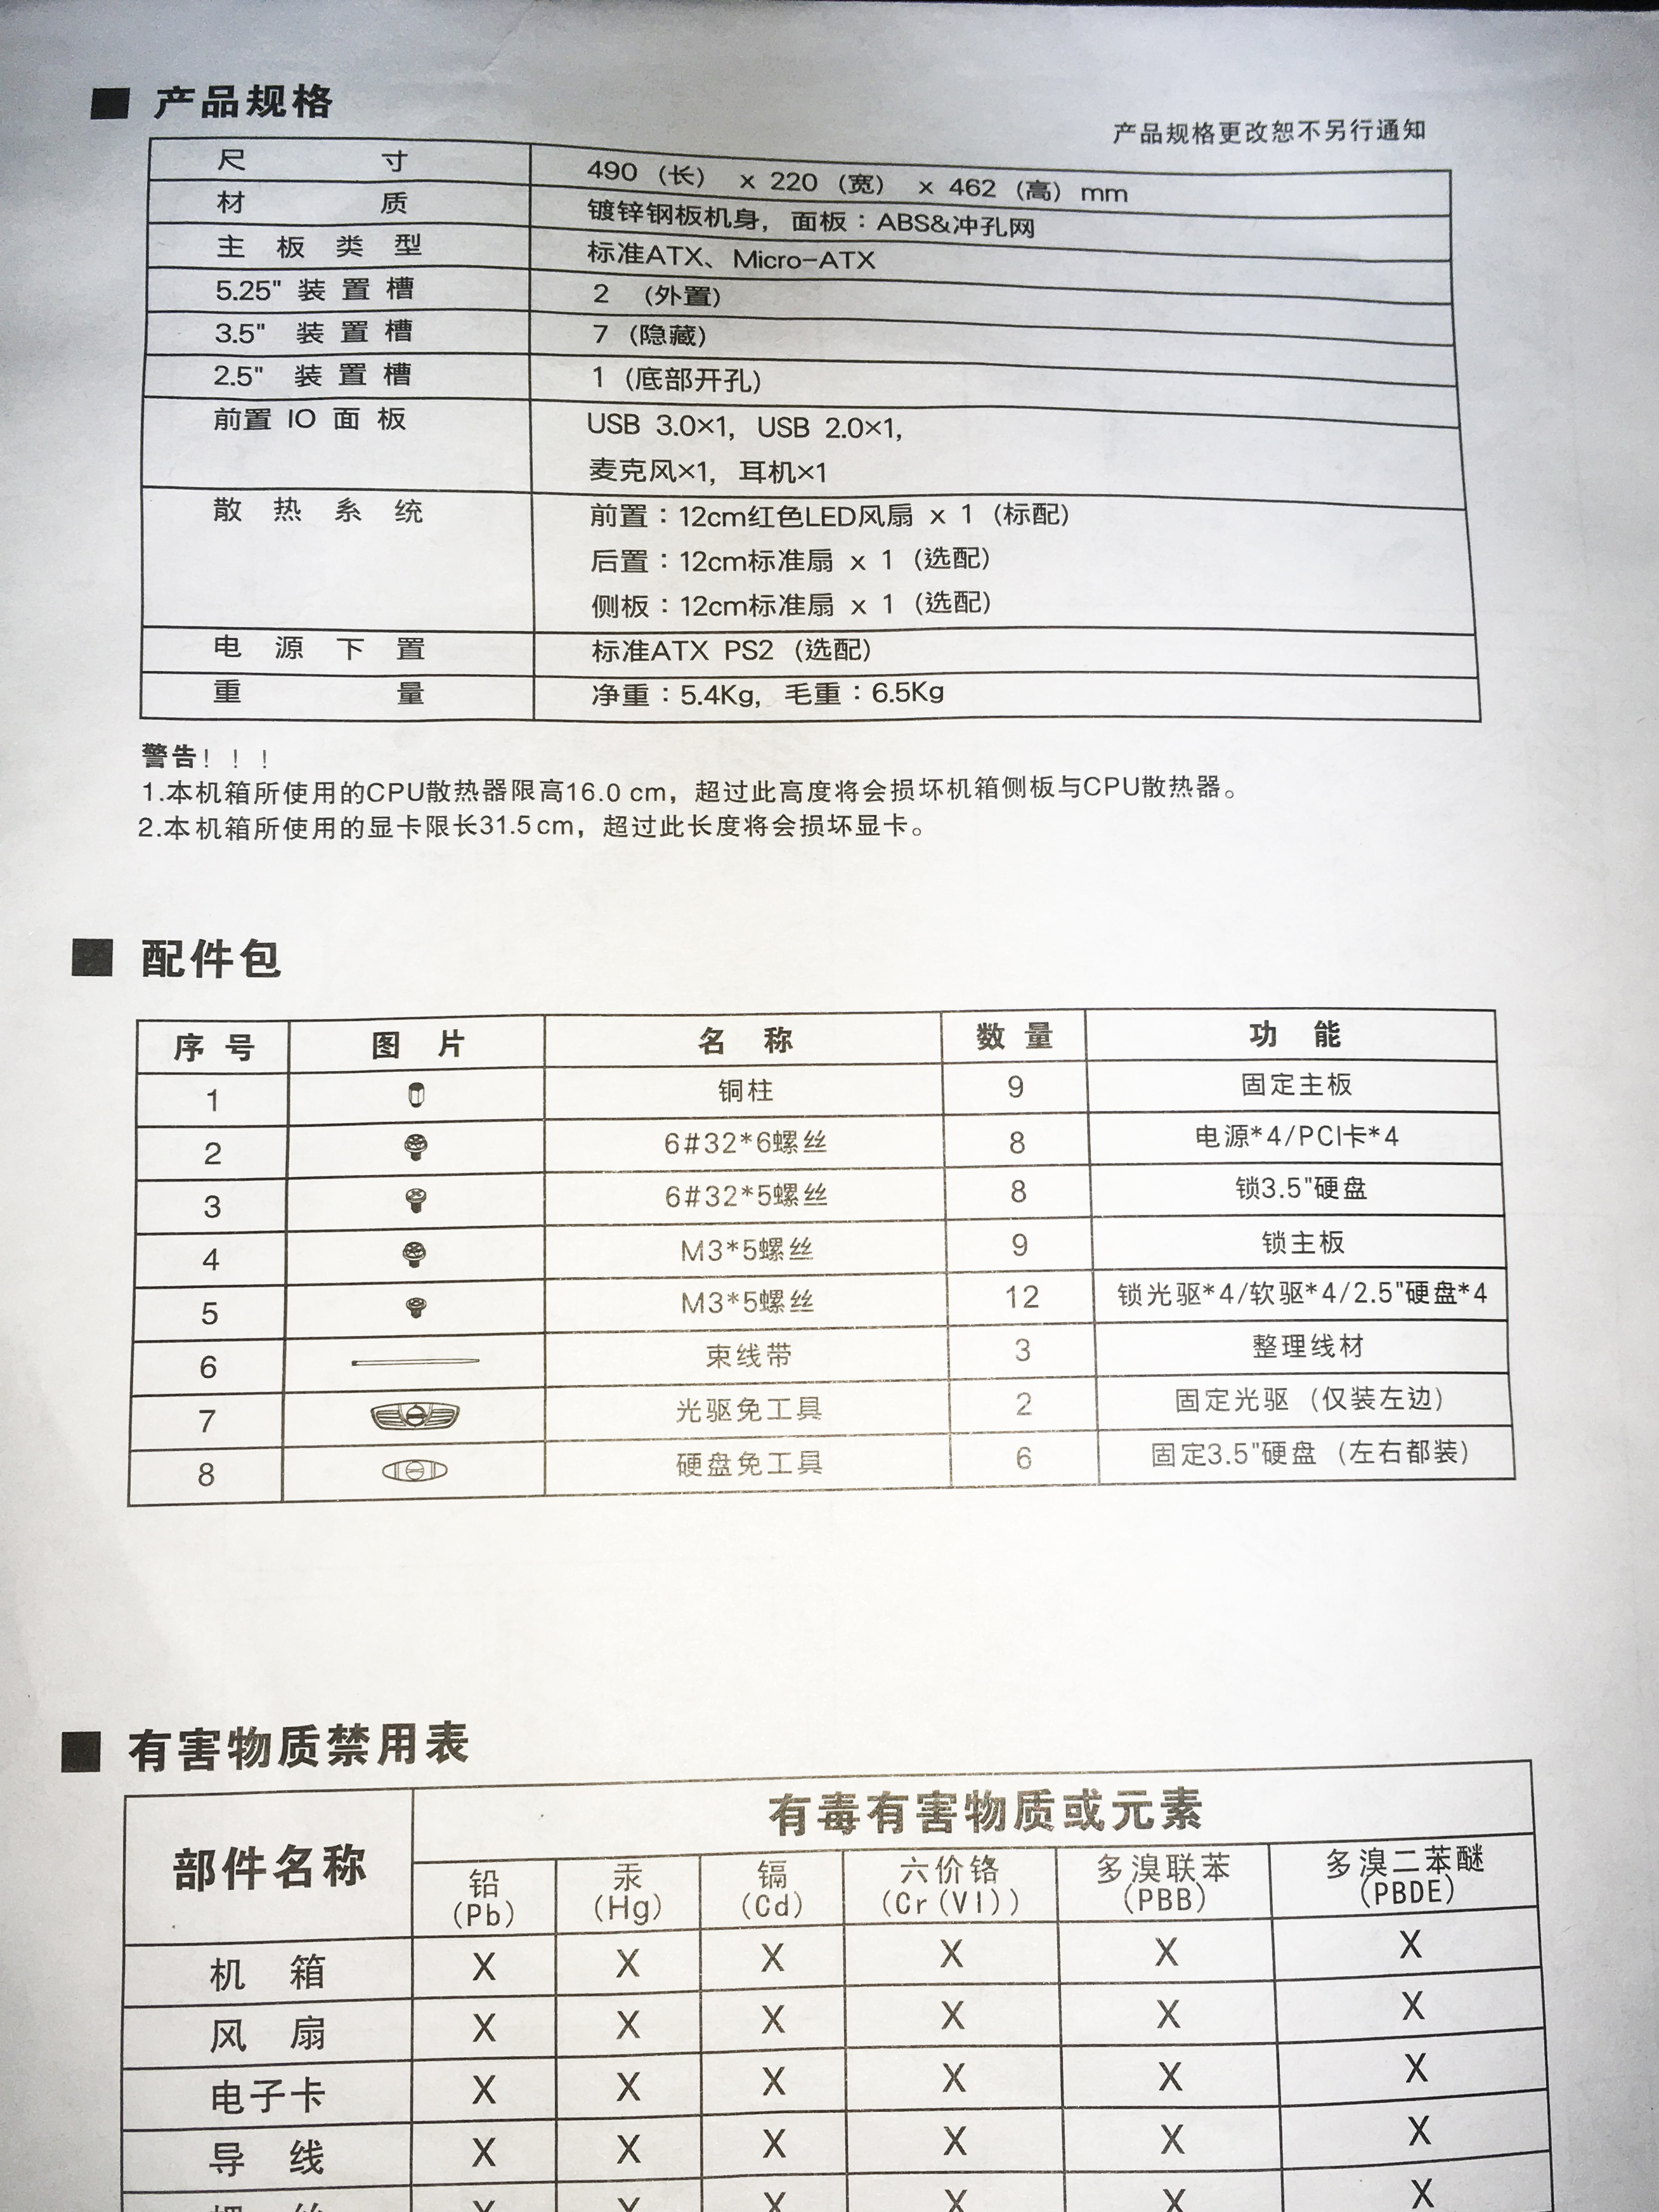 ■ 产品规格
产品规格更改恕不另行通知
尺 寸 490（长） x 220（宽） x 462（高）mm
材 质 镀锌钢板机身，面板：ABS&冲孔网
主 板 类 型 标准ATX、Micro-ATX
5.25" 装 置 槽 2 （外置）
3.5" 装 置 槽 7（隐藏）
2.5" 装 置 槽 1（底部开孔）
前置 IO 面 板 USB 3.0×1，USB 2.0×1，
麦克风×1，耳机×1
散 热 系 统 前置：12cm红色LED风扇 x 1（标配）
后置：12cm标准扇 x 1（选配）
侧板：12cm标准扇 x 1（选配）
电 源 下 置 标准ATX PS2（选配）
重 量 净重：5.4Kg，毛重：6.5Kg
警告！！！
1.本机箱所使用的CPU散热器限高16.0 cm，超过此高度将会损坏机箱侧板与CPU散热器。
2.本机箱所使用的显卡限长31.5cm，超过此长度将会损坏显卡。
■ 配件包
序 号 图 片 名 称 数 量 功 能
1 铜柱 9 固定主板
2 6#32*6螺丝 8 电源*4/PCI卡*4
3 6#32*5螺丝 8 锁3.5"硬盘
4 M3*5螺丝 9 锁主板
5 M3*5螺丝 12 锁光驱*4/软驱*4/2.5"硬盘*4
6 束线带 3 整理线材
7 光驱免工具 2 固定光驱（仅装左边）
8 硬盘免工具 6 固定3.5"硬盘（左右都装）
■ 有害物质禁用表
部件名称 有毒有害物质或元素
铅 汞 镉 六价铬 多溴联苯 多溴二苯醚
（Pb） （Hg） （Cd） （Cr（VI）） （PBB） （PBDE）
机 箱 X X X X X X
风 扇 X X X X X X
电子卡 X X X X X X
导 线 X X X X X X
X X X X X X